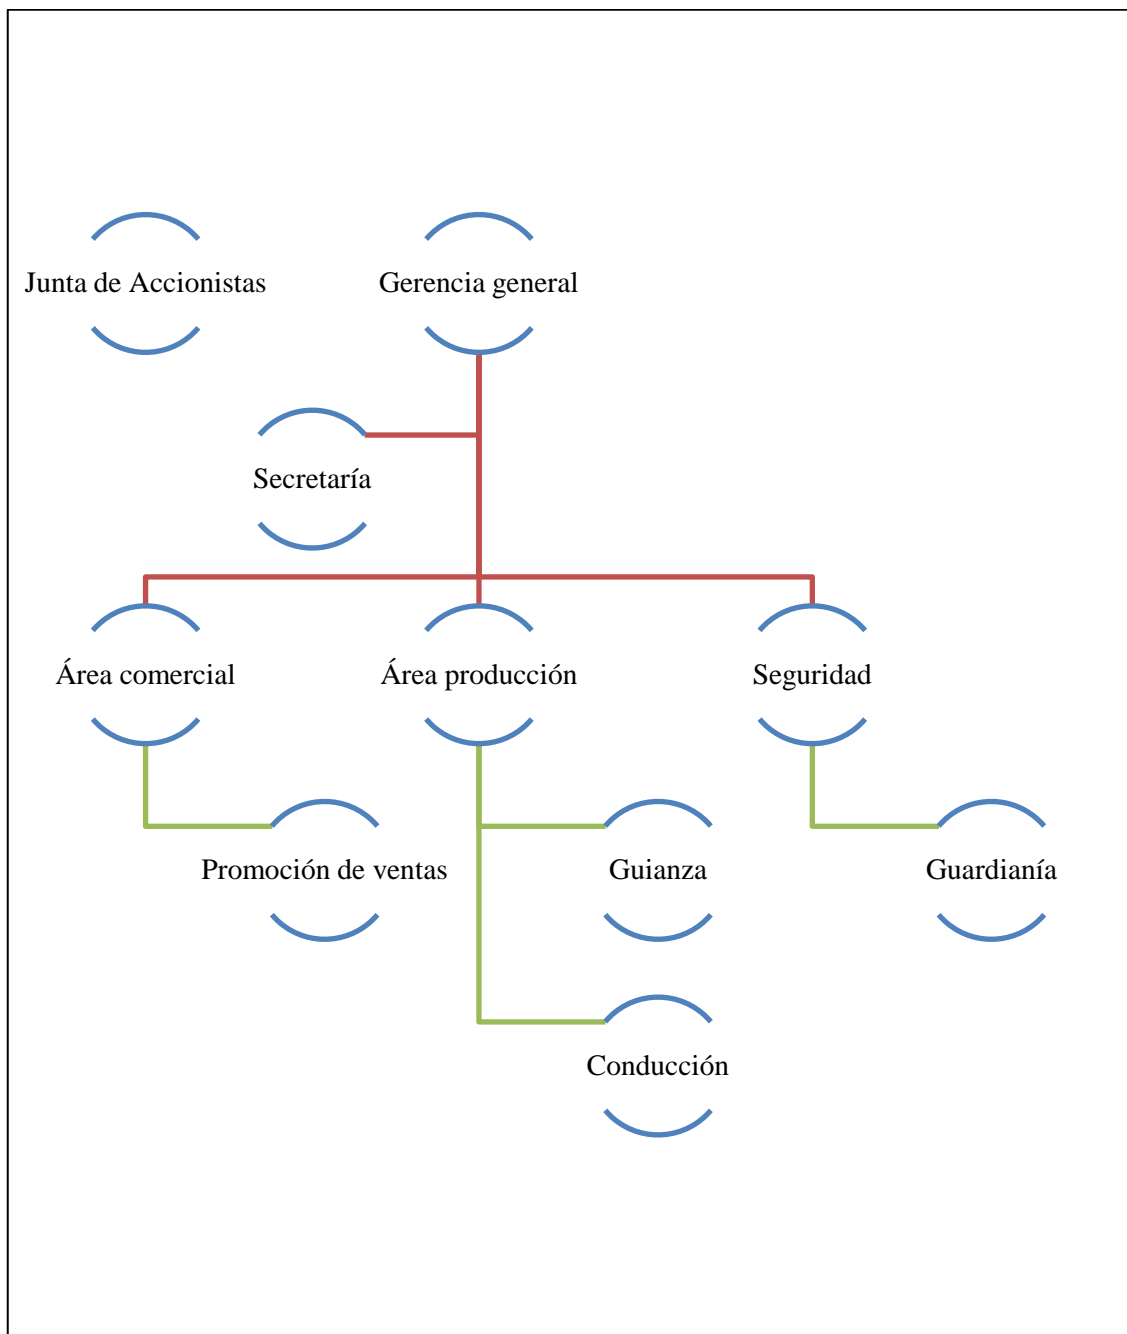 Junta de Accionistas
Gerencia general
Secretaría
Área comercial
Área producción
Seguridad
Promoción de ventas
Guianza
Guardianía
Conducción